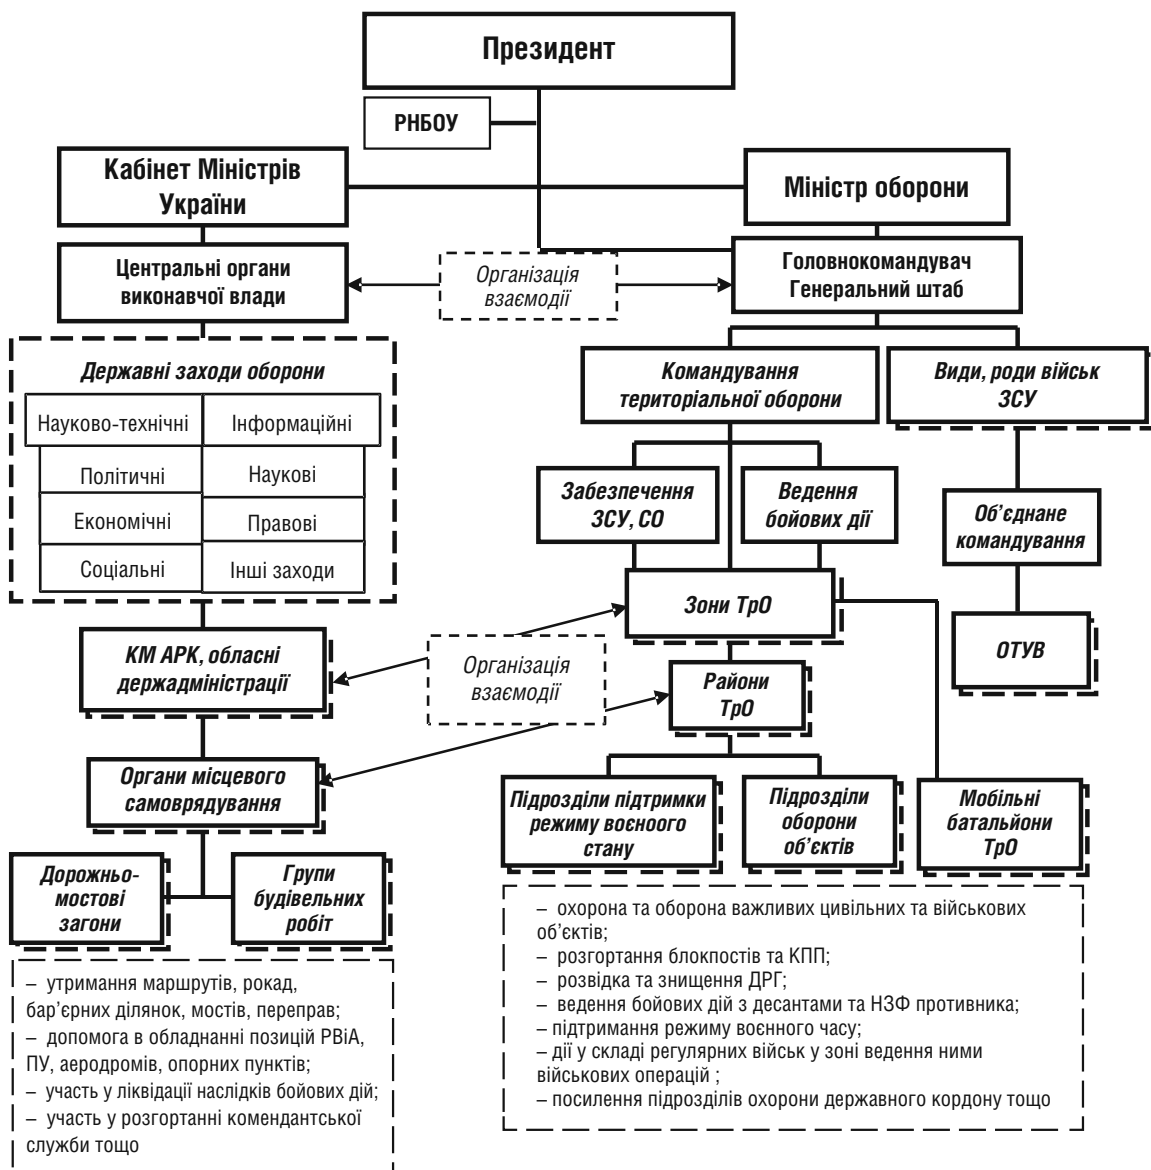 Президент
РНБОУ
Кабінет Міністрів
України
Міністр оборони
Центральні органи
виконавчої влади
Організація
взаємодії
Головнокомандувач
Генеральний штаб
Державні заходи оборони
Науково-технічні
Інформаційні
Політичні
Наукові
Економічні
Правові
Соціальні
Інші заходи
Командування
територіальної оборони
Види, роди військ
ЗСУ
Забезпечення
ЗСУ, СО
Ведення
бойових дії
Об’єднане
командування
Зони ТрО
ОТУВ
КМ АРК, обласні
держадміністрації
Організація
взаємодії
Райони
ТрО
Органи місцевого
самоврядування
Підрозділи підтримки
режиму воєноого
стану
Підрозділи
оборони
об’єктів
Мобільні
батальйони
ТрО
Дорожньо-
мостові
загони
Групи
будівельних
робіт
– утримання маршрутів, рокад,
бар’єрних ділянок, мостів, переправ;
– допомога в обладнанні позицій РВіА,
ПУ, аеродромів, опорних пунктів;
– участь у ліквідації наслідків бойових дій;
– участь у розгортанні комендантської
служби тощо
– охорона та оборона важливих цивільних та військових
об’єктів;
– розгортання блокпостів та КПП;
– розвідка та знищення ДРГ;
– ведення бойових дій з десантами та НЗФ противника;
– підтримання режиму воєнного часу;
– дії у складі регулярних військ у зоні ведення ними
військових операцій ;
– посилення підрозділів охорони державного кордону тощо